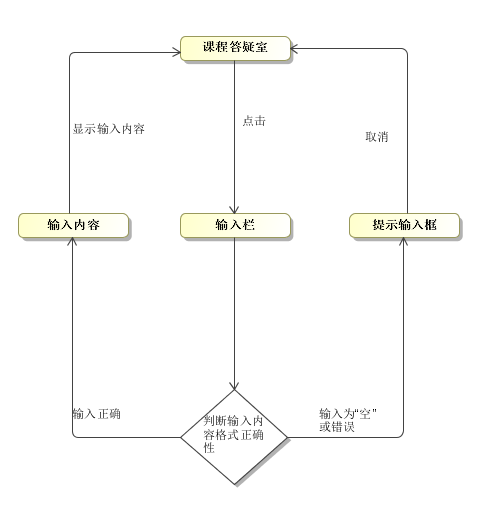 课程答疑室
点击
显示输入内容
取消
输入内容
输入栏
提示输入框
输入正确
判断输入内
容格式正确
性
输入为“空”
或错误